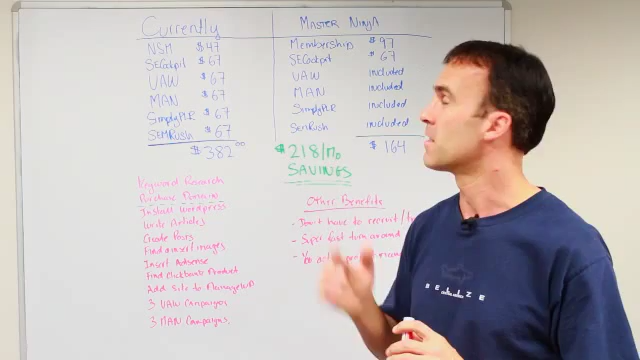 Currently
NSM $47
SECockpit $67
UAW $67
MAN $67
SimplyPLR $67
SEMRush $67
$382.00
Master Ninja
Membership $97
SECockpit $67
UAW included
MAN included
SimplyPLR included
SEMRush included
$164
$218/mo
SAVINGS
Keyword Research
Purchase Domains
Install Wordpress
Write Articles
Create Posts
Find & insert images
Insert Adsense
Find Clickbank Product
Add Site to ManageWP
3 UAW Campaigns
3 MAN Campaigns
Other Benefits
- Don't have to recruit/
- Super fast turn around
-
BELIZE